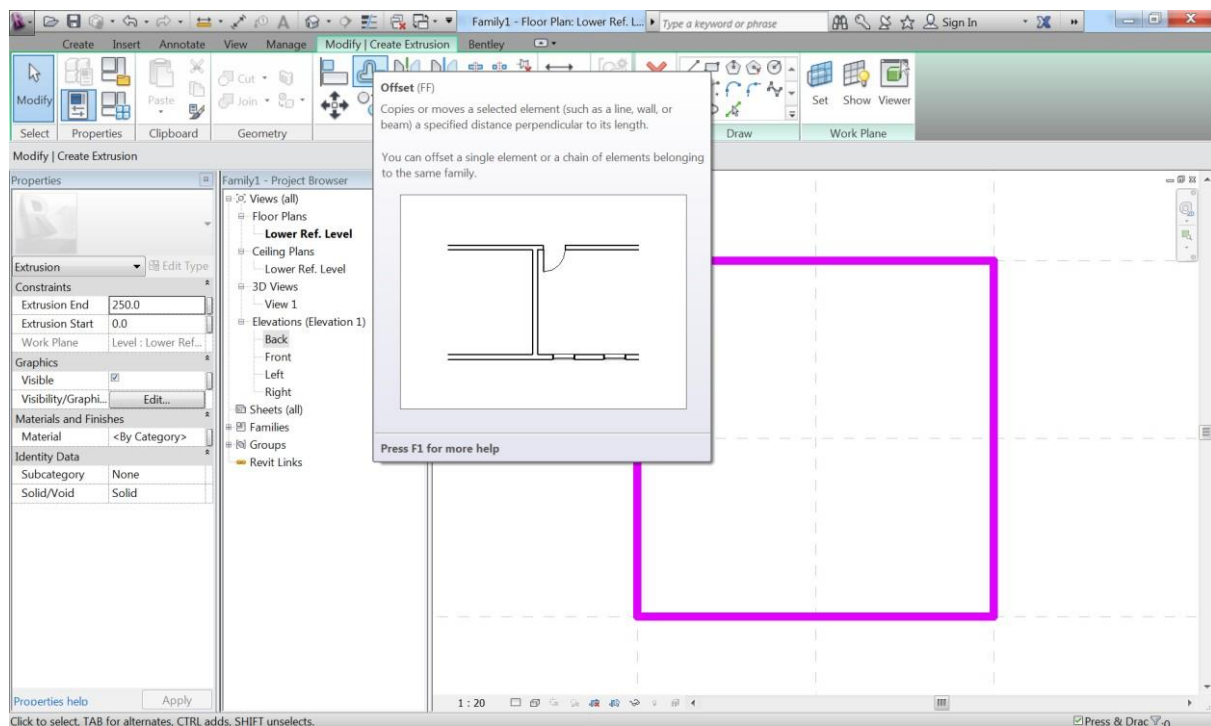 Family1 - Floor Plan: Lower Ref. L...
Type a keyword or phrase
Sign In
Create Insert Annotate View Manage Modify | Create Extrusion Bentley
Modify
Paste
Cut
Join
Set Show Viewer
Select Properties Clipboard Geometry Draw Work Plane
Modify | Create Extrusion
Offset (FF)
Copies or moves a selected element (such as a line, wall, or
beam) a specified distance perpendicular to its length.
You can offset a single element or a chain of elements belonging
to the same family.
Press F1 for more help
Properties
Extrusion Edit Type
Constraints
Extrusion End 250.0
Extrusion Start 0.0
Work Plane Level : Lower Ref...
Graphics
Visible
Visibility/Graphi... Edit...
Materials and Finishes
Material <By Category>
Identity Data
Subcategory None
Solid/Void Solid
Properties help Apply
Family1 - Project Browser
Views (all)
Floor Plans
Lower Ref. Level
Ceiling Plans
Lower Ref. Level
3D Views
View 1
Elevations (Elevation 1)
Back
Front
Left
Right
Sheets (all)
Families
Groups
Revit Links
1 : 20
Click to select, TAB for alternates, CTRL adds, SHIFT unselects.
Press & Drac